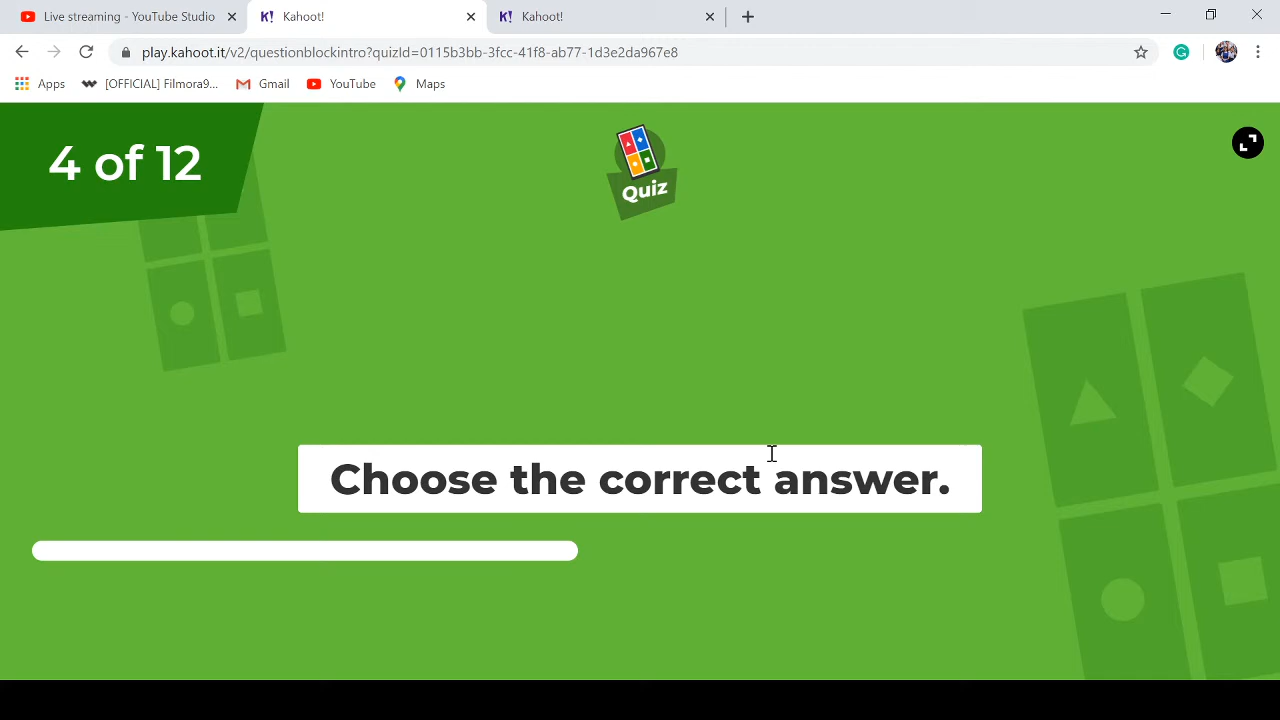 Live streaming - YouTube Studio
Kahoot!
Kahoot!
play.kahoot.it/v2/questionblockintro?quizId=0115b3bb-3fcc-41f8-ab77-1d3e2da967e8
Apps
[OFFICIAL] Filmora9...
Gmail
YouTube
Maps
4 of 12
Quiz
Choose the correct answer.